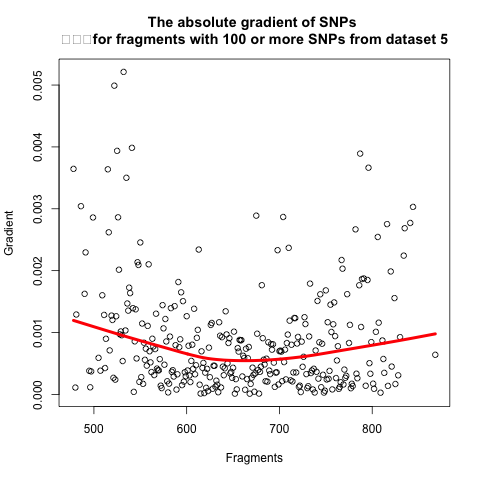 The absolute gradient of SNPs
for fragments with 100 or more SNPs from dataset 5
Gradient
0.005
0.004
0.003
0.002
0.001
0.000
500 600 700 800
Fragments